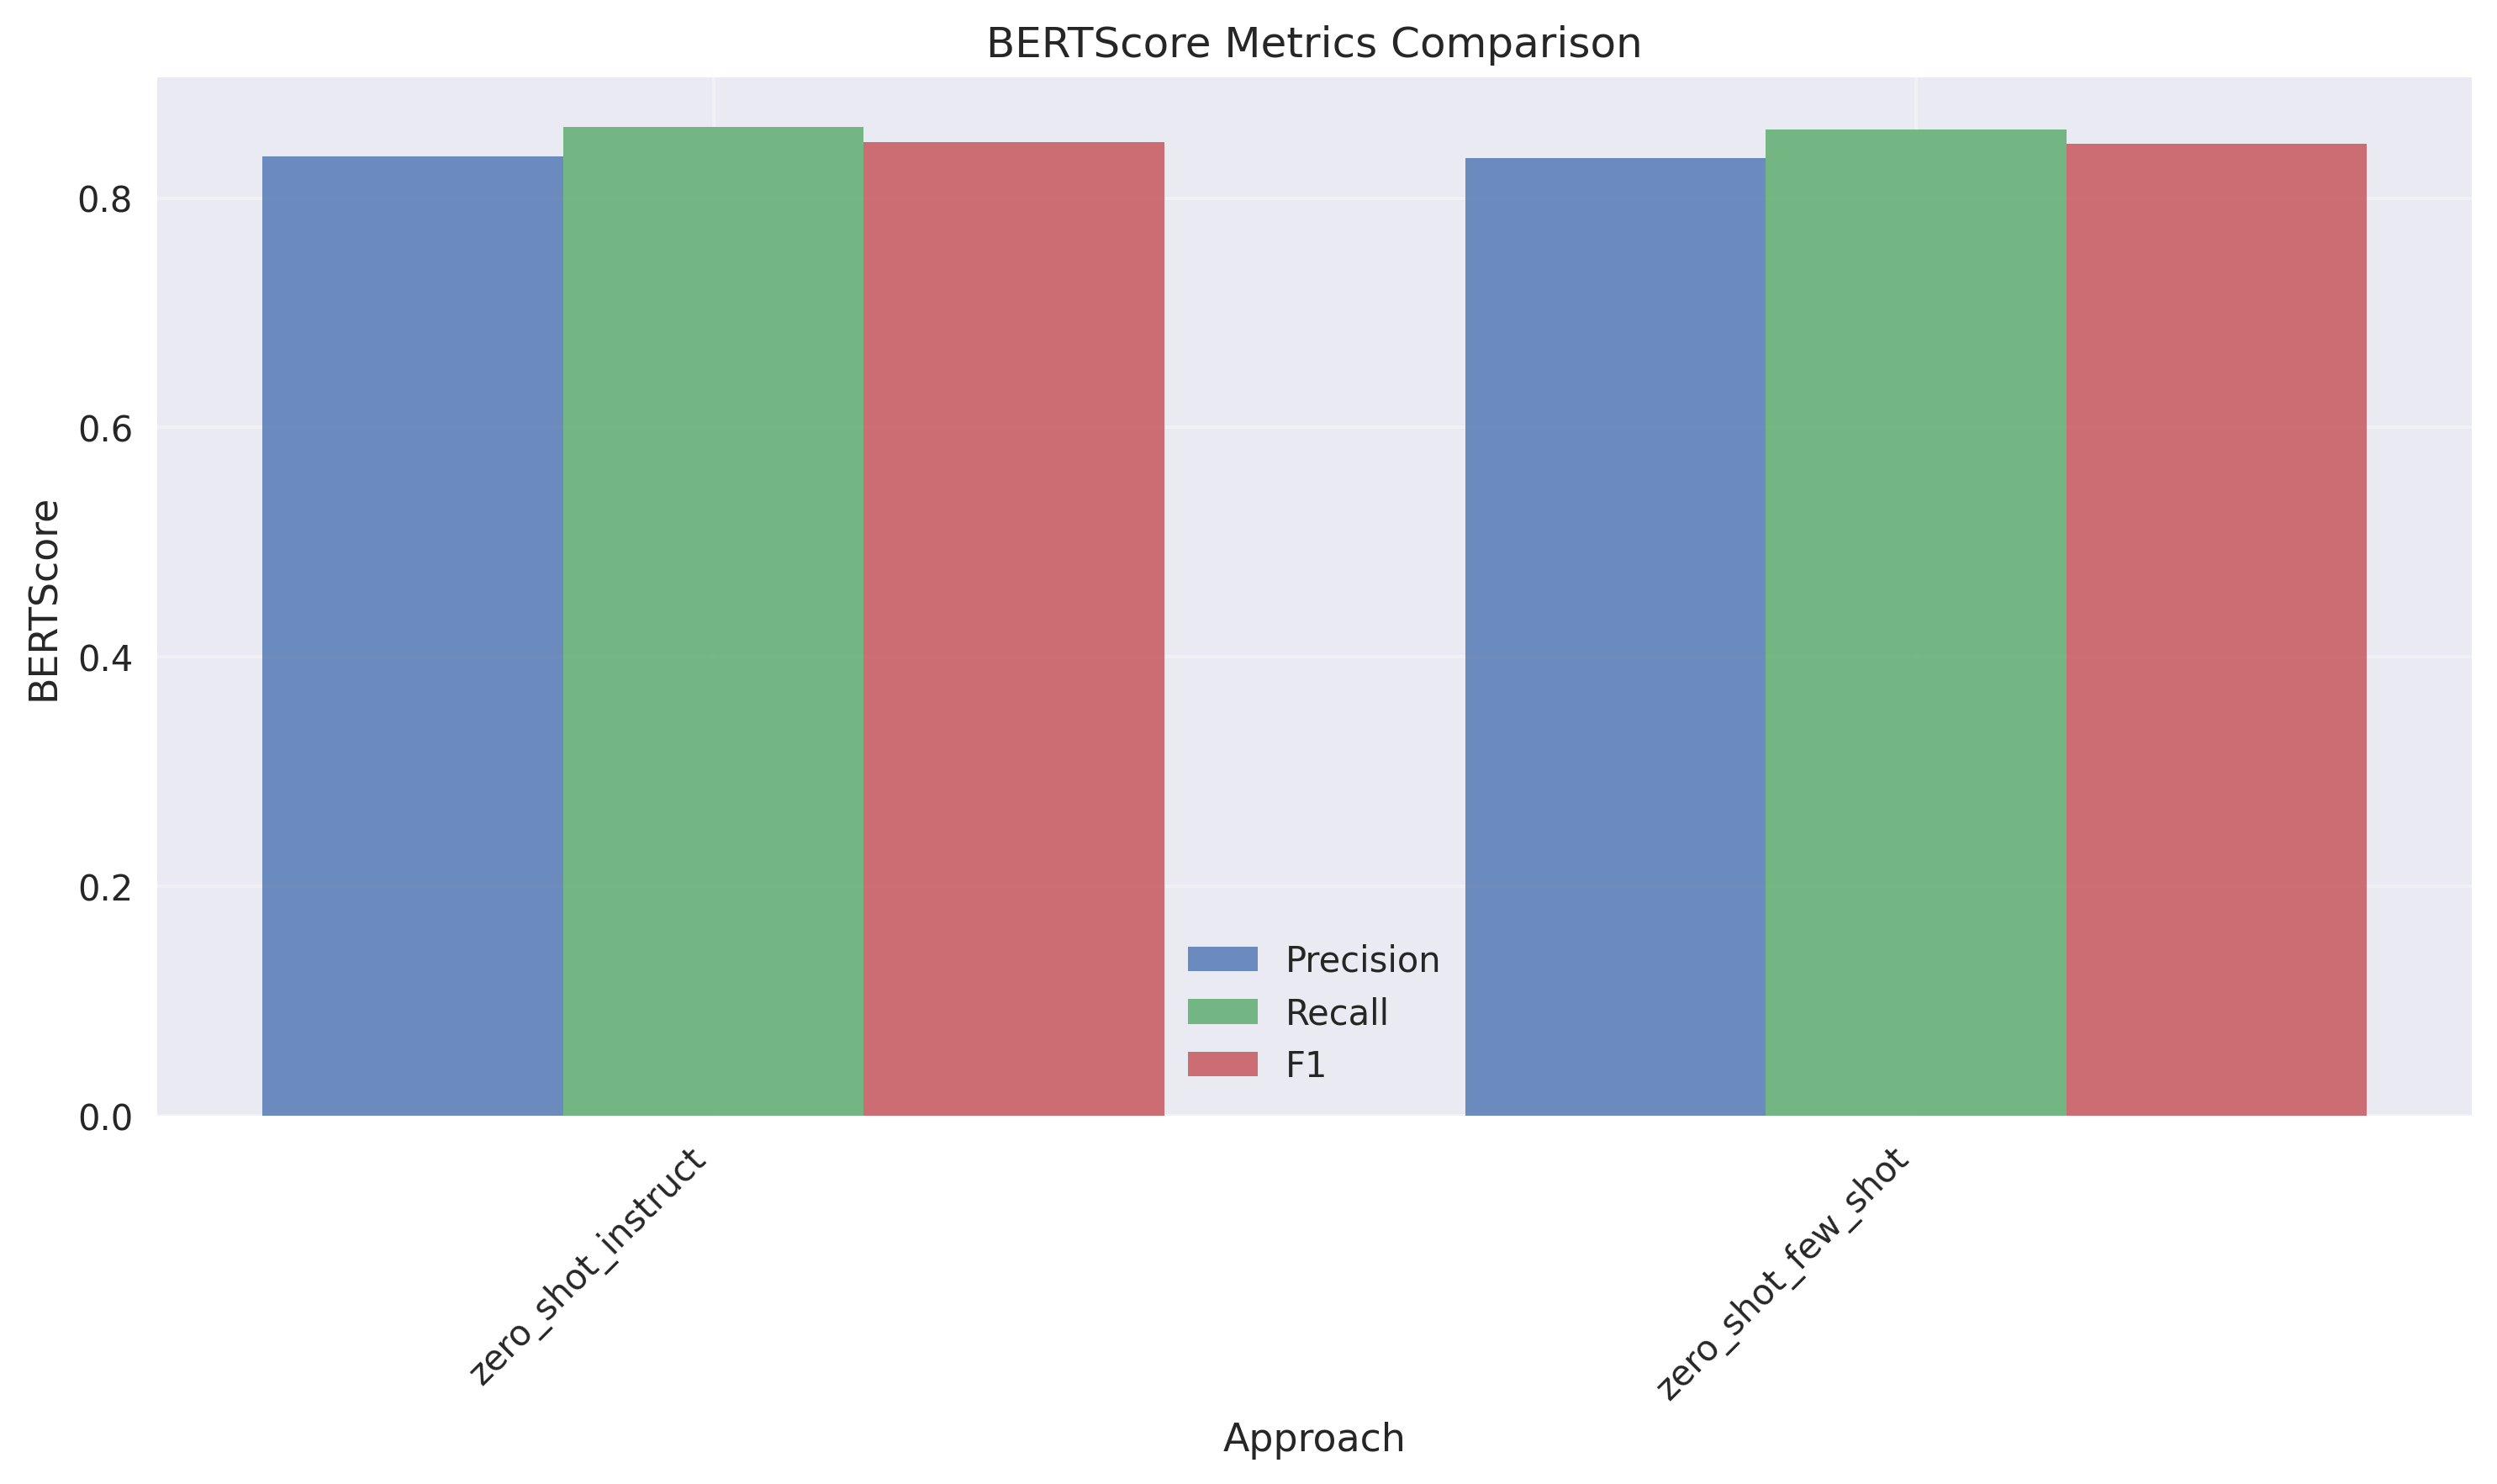 BERTScore Metrics Comparison
BERTScore
0.8
0.6
0.4
0.2
0.0
Precision
Recall
F1
zero_shot_instruct
zero_shot_few_shot
Approach